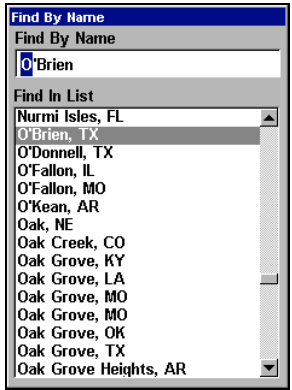 Find By Name
Find By Name
O'Brien
Find In List
Nurmi Isles, FL
O'Brien, TX
O'Donnell, TX
O'Fallon, IL
O'Fallon, MO
O'Kean, AR
Oak, NE
Oak Creek, CO
Oak Grove, KY
Oak Grove, LA
Oak Grove, MO
Oak Grove, MO
Oak Grove, OK
Oak Grove, TX
Oak Grove Heights, AR